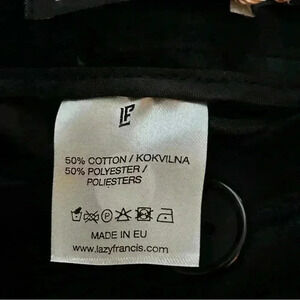 LF
50% COTTON / KOKVILNA
50% POLYESTER /
POLIESTERS
MADE IN EU
www.lazyfrancis.com